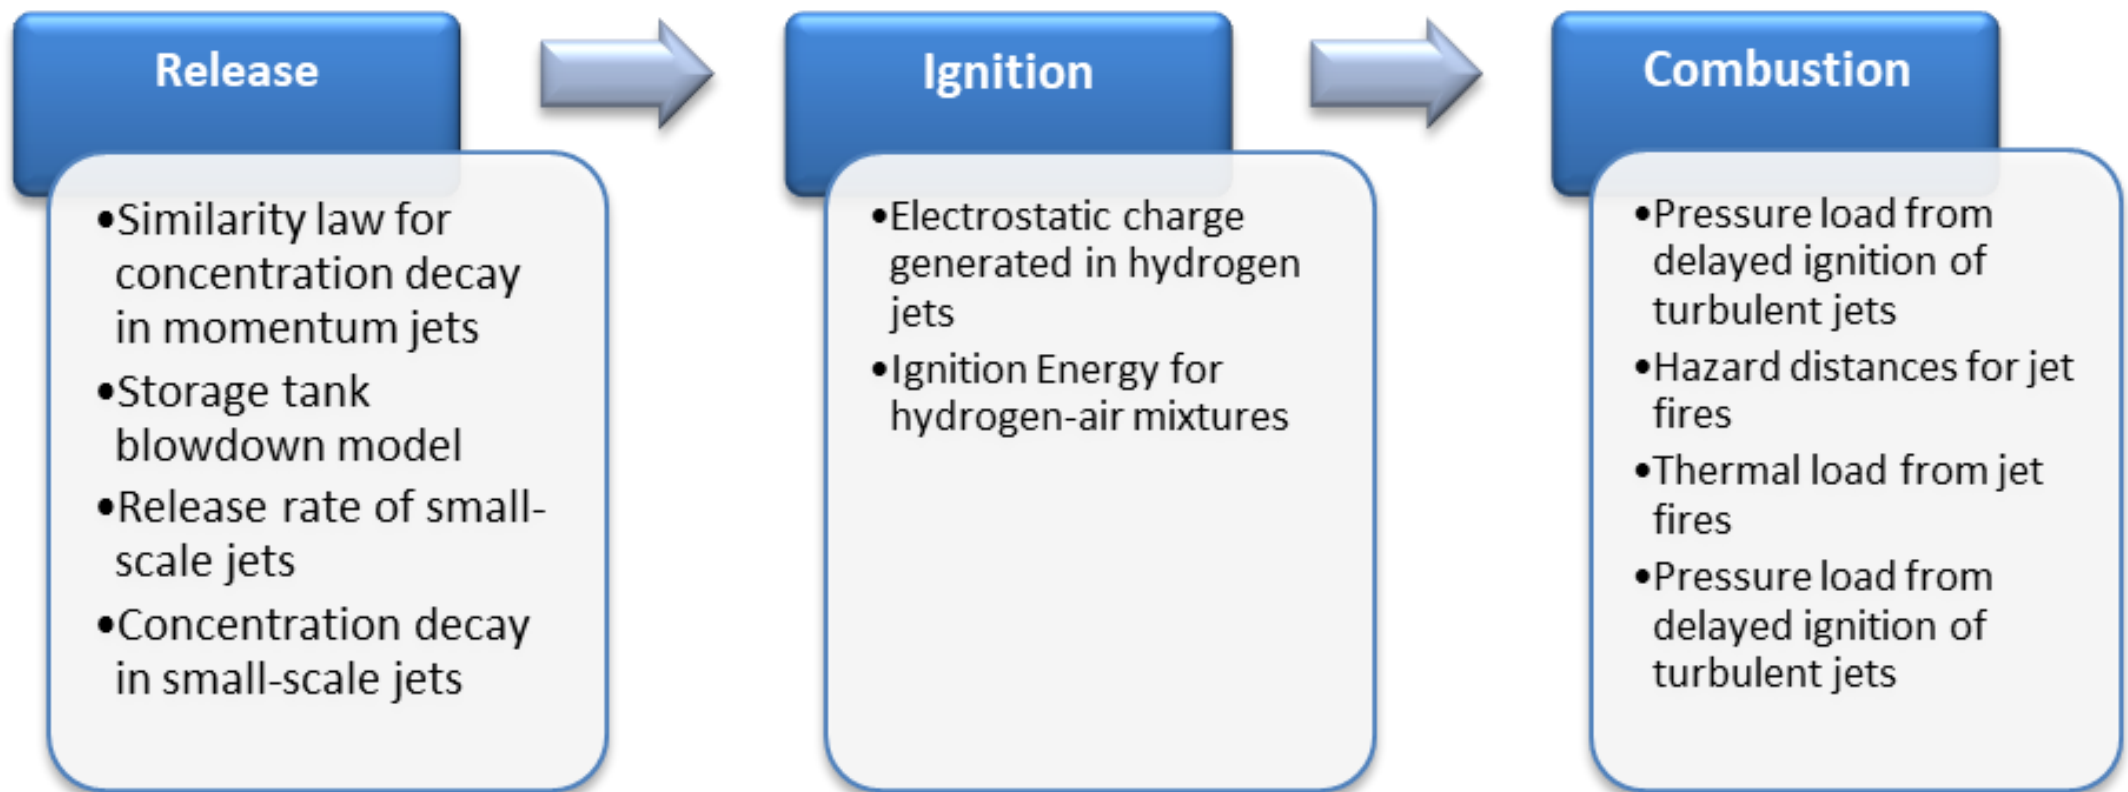 Release
•Similarity law for
concentration decay
in momentum jets
•Storage tank
blowdown model
•Release rate of small-
scale jets
•Concentration decay
in small-scale jets
Ignition
•Electrostatic charge
generated in hydrogen
jets
•Ignition Energy for
hydrogen-air mixtures
Combustion
•Pressure load from
delayed ignition of
turbulent jets
•Hazard distances for jet
fires
•Thermal load from jet
fires
•Pressure load from
delayed ignition of
turbulent jets